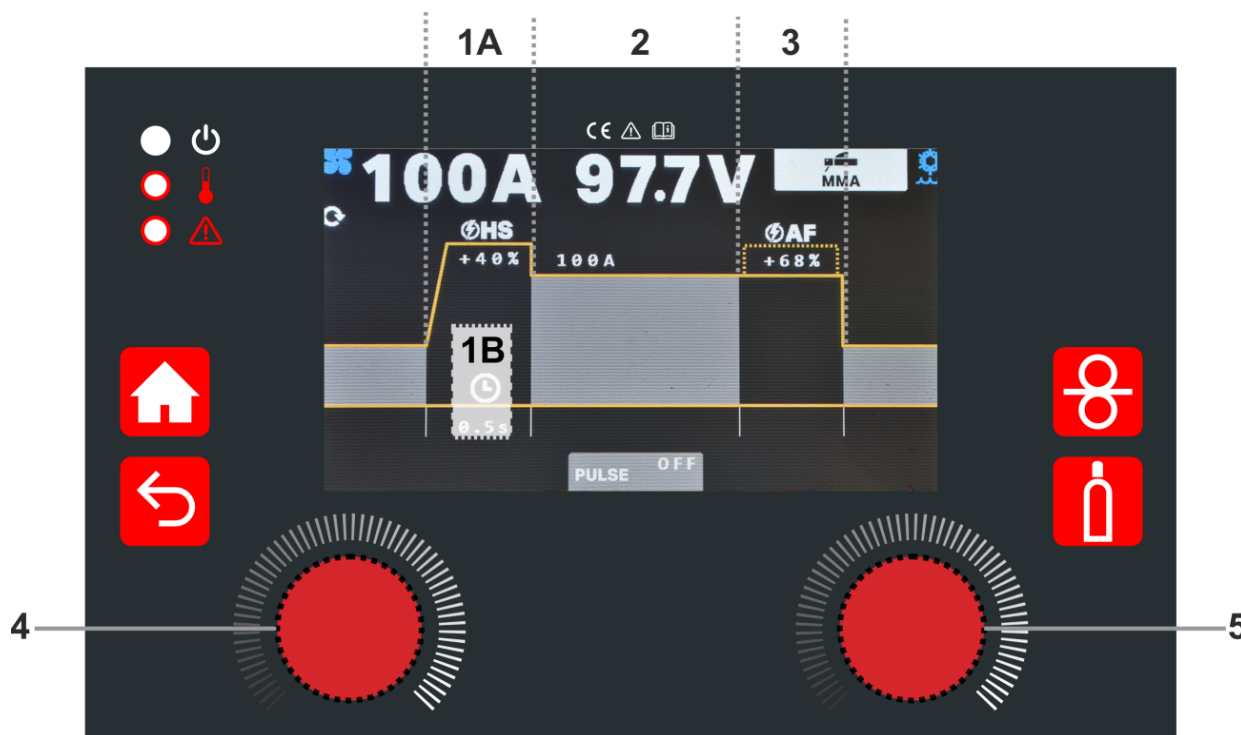 1A 2 3
CE
100A 97.7V
MMA
HS AF
+40% 100A +68%
1B
0.5s
OFF
PULSE
4 5